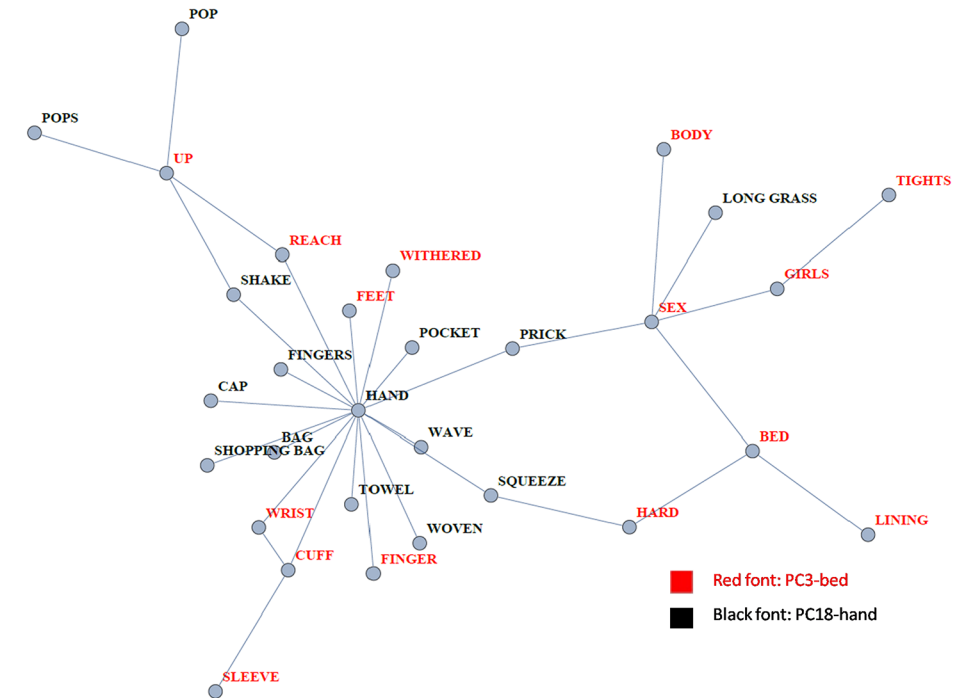 POP
POPS
UP
BODY
TIGHTS
LONG GRASS
REACH
WITHERED
GIRLS
SHAKE
FEET
SEX
POCKET
PRICK
FINGERS
CAP
HAND
WAVE
BAG
BED
SHOPPING BAG
SQUEEZE
TOWEL
WRIST
HARD
LINING
WOVEN
CUFF
FINGER
Red font: PC3-bed
Black font: PC18-hand
SLEEVE